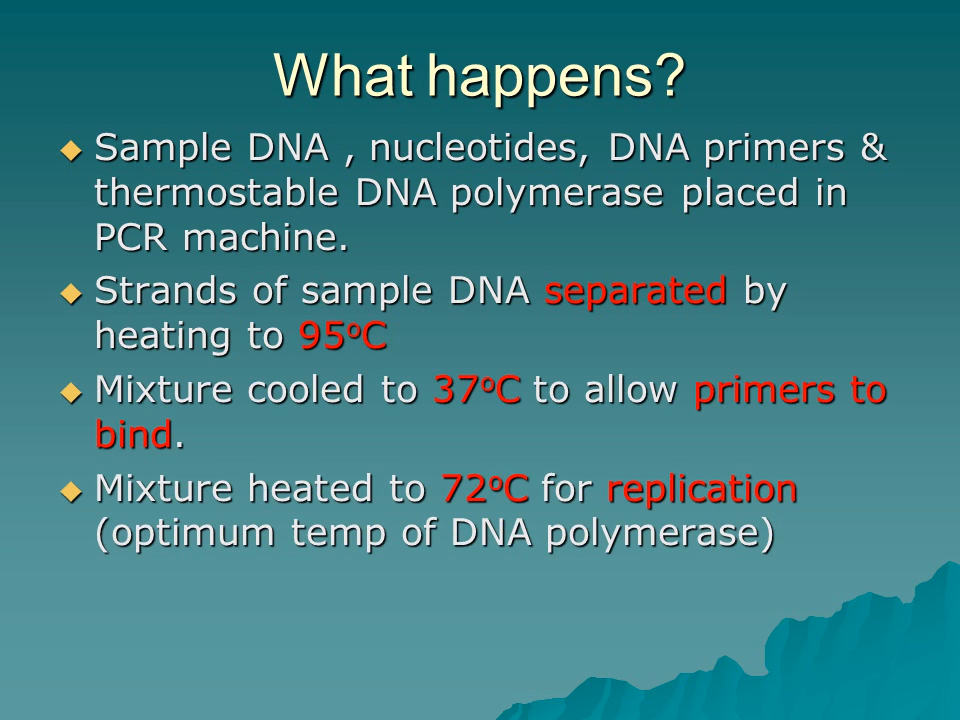 What happens?
Sample DNA , nucleotides, DNA primers &
thermostable DNA polymerase placed in
PCR machine.
Strands of sample DNA separated by
heating to 95ºC
Mixture cooled to 37ºC to allow primers to
bind.
Mixture heated to 72ºC for replication
(optimum temp of DNA polymerase)